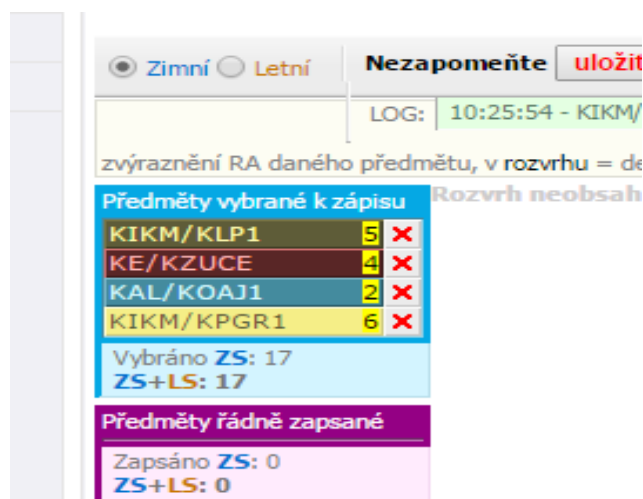 Zimní Letní Nezapomeňte uložit
LOG: 10:25:54 - KIKM/
zvýraznění RA daného předmětu, v rozvrhu = de
Předměty vybrané k zápisu
Rozvrh neobsah
KIKM/KLP1 5
KE/KZUCE 4
KAL/KOAJ1 2
KIKM/KPGR1 6
Vybráno ZS: 17
ZS+LS: 17
Předměty řádně zapsané
Zapsáno ZS: 0
ZS+LS: 0